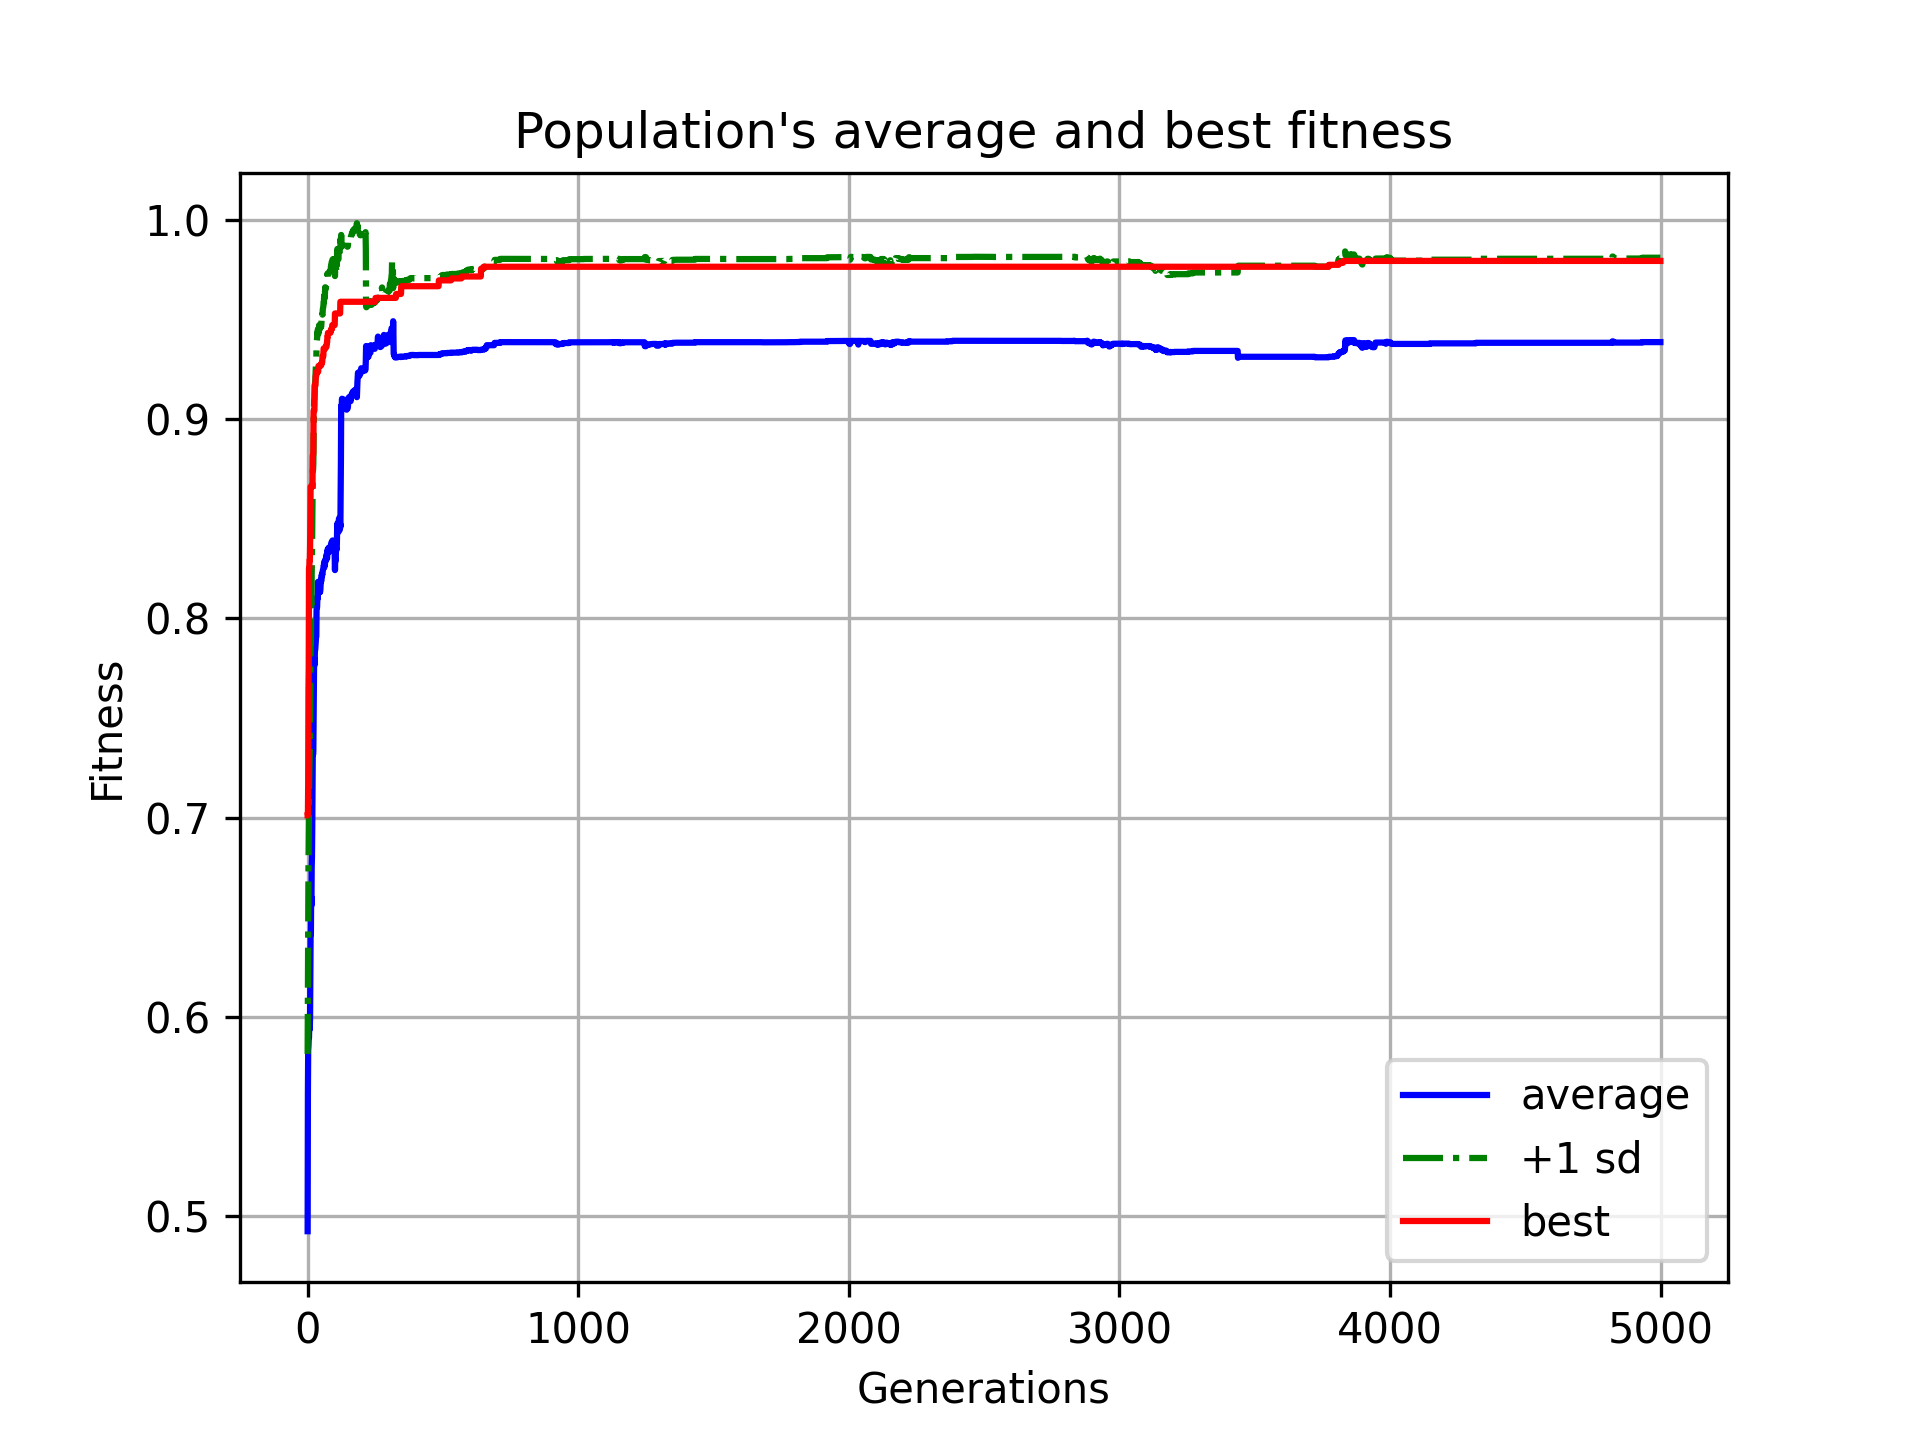 Population's average and best fitness
1.0
0.9
0.8
0.7
0.6
0.5
Fitness
0 1000 2000 3000 4000 5000
Generations
average
+1 sd
best